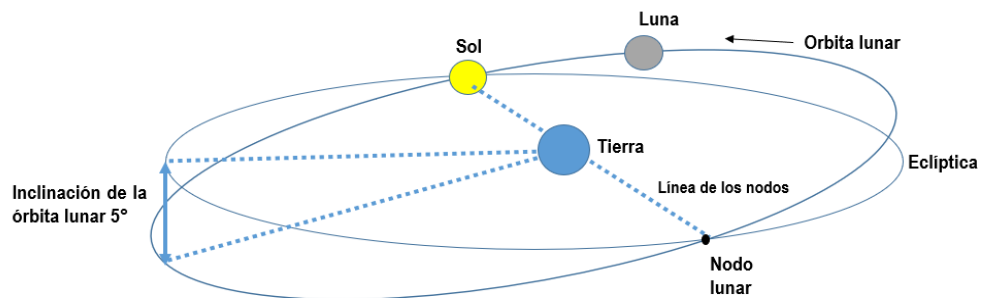 Luna
Orbita lunar
Sol
Tierra
Eclíptica
Inclinación de la
órbita lunar 5°
Línea de los nodos
Nodo
lunar